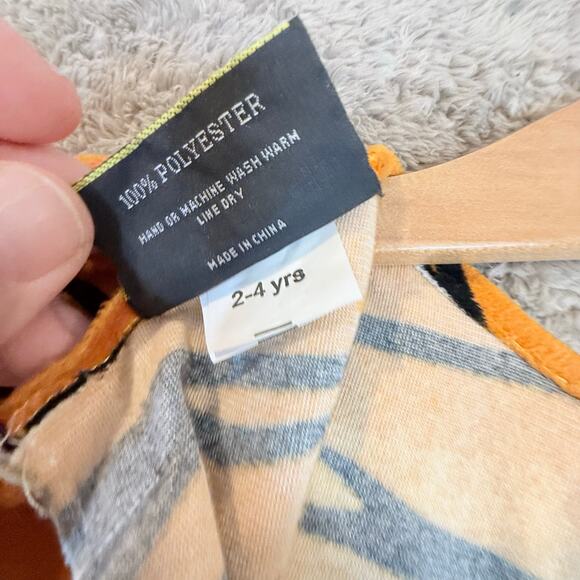 100% POLYESTER
HAND OR MACHINE WASH WARM
LINE DRY
MADE IN CHINA
2-4 yrs